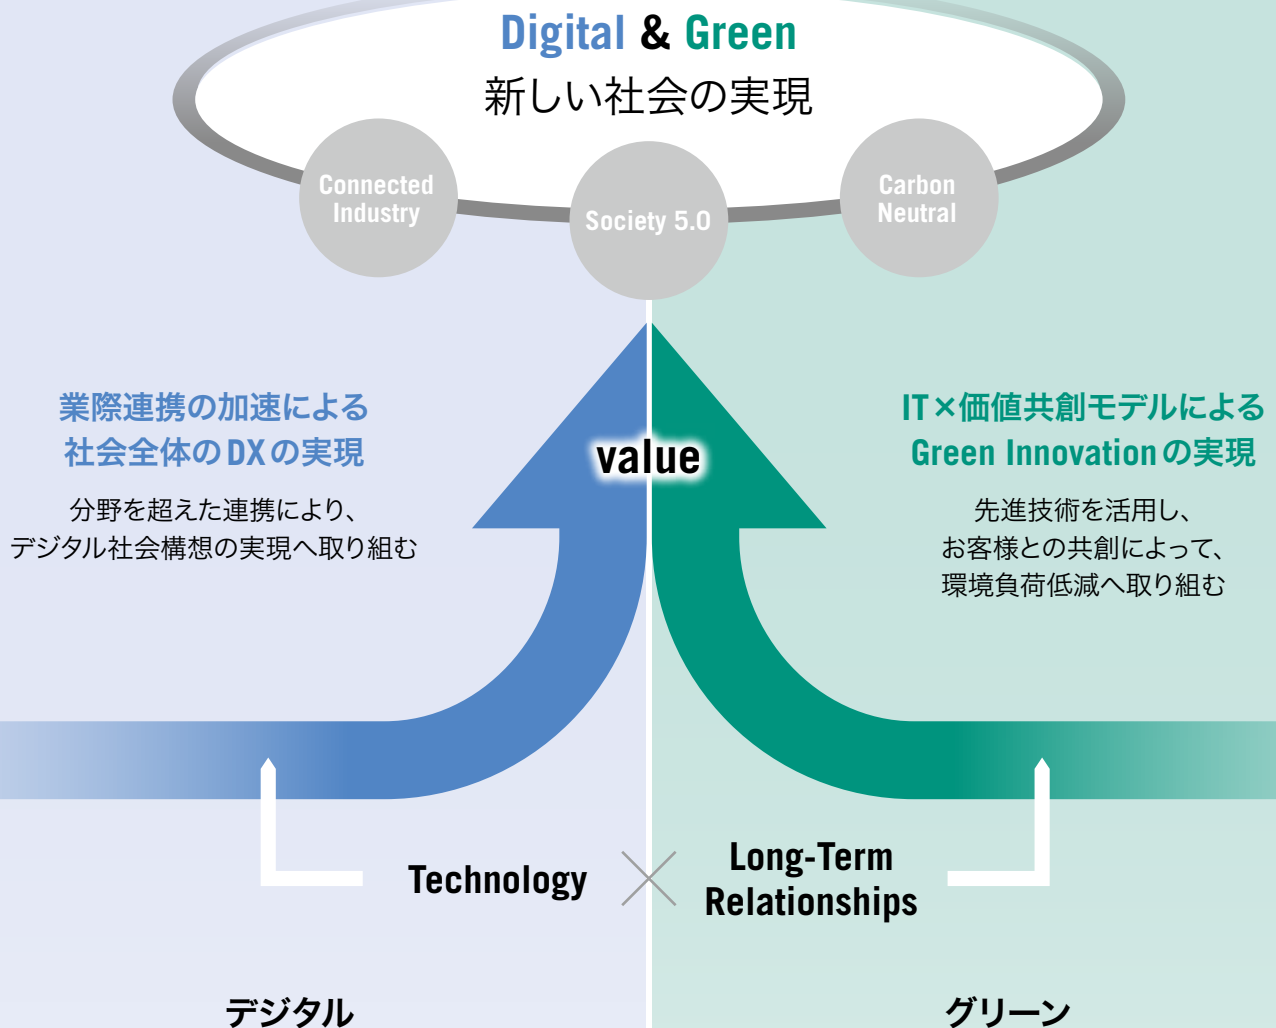 Digital & Green
新しい社会の実現
Connected
Industry
Society 5.0
Carbon
Neutral
業際連携の加速による
社会全体のDXの実現
分野を超えた連携により、
デジタル社会構想の実現へ取り組む
value
IT×価値共創モデルによる
Green Innovationの実現
先進技術を活用し、
お客様との共創によって、
環境負荷低減へ取り組む
Technology
Long-Term
Relationships
デジタル
グリーン